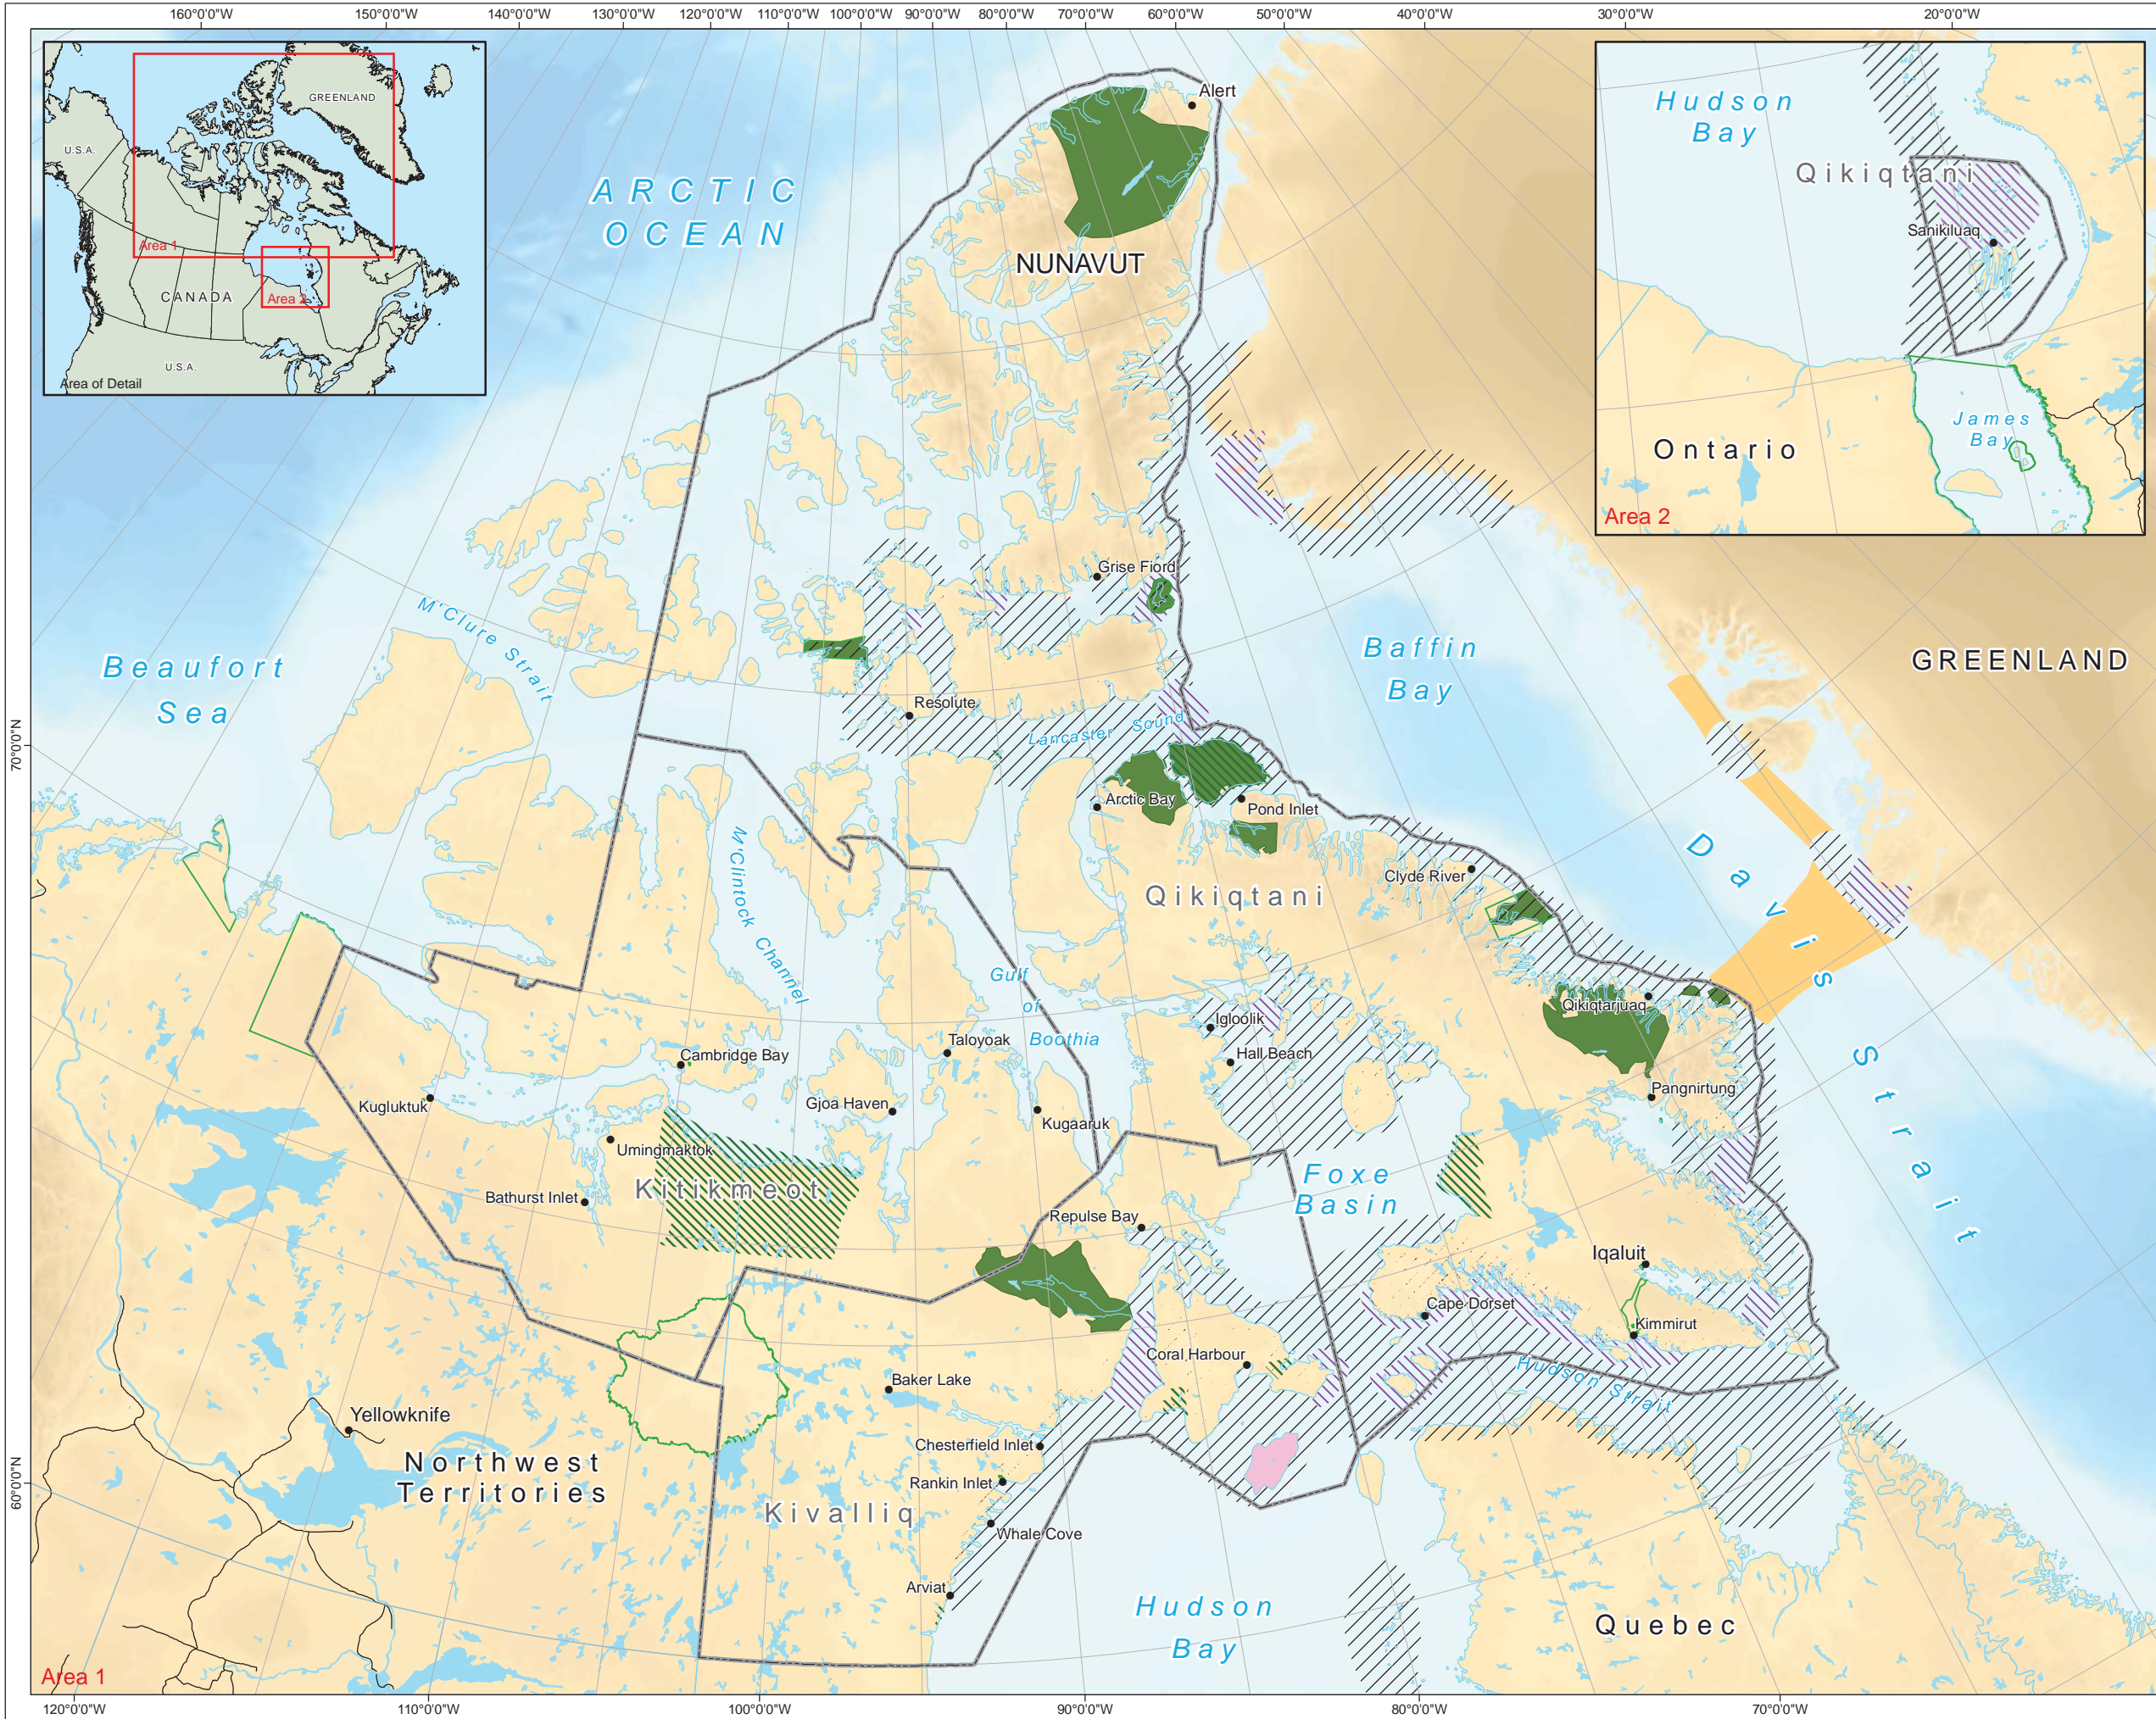 160°0'0"W
150°0'0"W
140°0'0"W
130°0'0"W
120°0'0"W
110°0'0"W
100°0'0"W
90°0'0"W
80°0'0"W
70°0'0"W
60°0'0"W
50°0'0"W
40°0'0"W
30°0'0"W
20°0'0"W
GREENLAND
U.S.A.
Area 1
CANADA
Area 2
U.S.A.
Area of Detail
Hudson
Bay
Qikiqtani
Sanikiluaq
James
Bay
Ontario
Area 2
Alert
ARCTIC
OCEAN
NUNAVUT
Grise Fiord
M'Clure Strait
Beaufort
Sea
Baffin
Bay
GREENLAND
Resolute
Lancaster Sound
70°0'0"N
Arctic Bay
Pond Inlet
M'Clintock Channel
Clyde River
Qikiqtani
Davis Strait
Gulf
of
Boothia
Igloolik
Qikiqtarjuaq
Hall Beach
Taloyoak
Cambridge Bay
Gjoa Haven
Kugluktuk
Kugaaruk
Pangnirtung
Umingmaktok
Kitikmeot
Bathurst Inlet
Foxe
Basin
Repulse Bay
Iqaluit
Cape Dorset
Kimmirut
Coral Harbour
Hudson Strait
Baker Lake
Yellowknife
Northwest
Territories
Chesterfield Inlet
Rankin Inlet
60°0'0"N
Kivalliq
Whale Cove
Arviat
Hudson
Bay
Quebec
Area 1
120°0'0"W
110°0'0"W
100°0'0"W
90°0'0"W
80°0'0"W
70°0'0"W